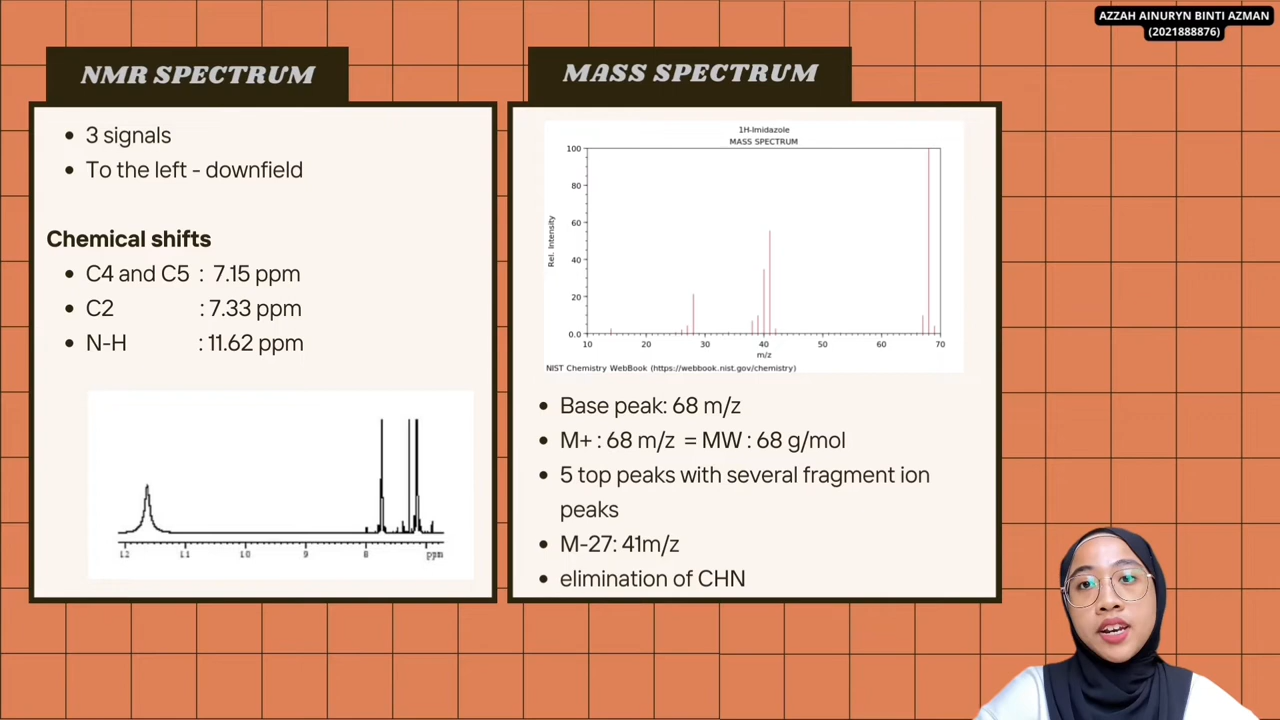 AZZAH AINURYN BINTI AZMAN
(2021888876)
NMR SPECTRUM
• 3 signals
• To the left - downfield
Chemical shifts
• C4 and C5 : 7.15 ppm
• C2 : 7.33 ppm
• N-H : 11.62 ppm
12 11 10 9 8 ppm
MASS SPECTRUM
1H-Imidazole
MASS SPECTRUM
100
80
60
40
20
0.0
Rel. Intensity
10 20 30 40 50 60 70
m/z
NIST Chemistry WebBook (https://webbook.nist.gov/chemistry)
• Base peak: 68 m/z
• M+ : 68 m/z = MW : 68 g/mol
• 5 top peaks with several fragment ion
peaks
• M-27: 41m/z
• elimination of CHN